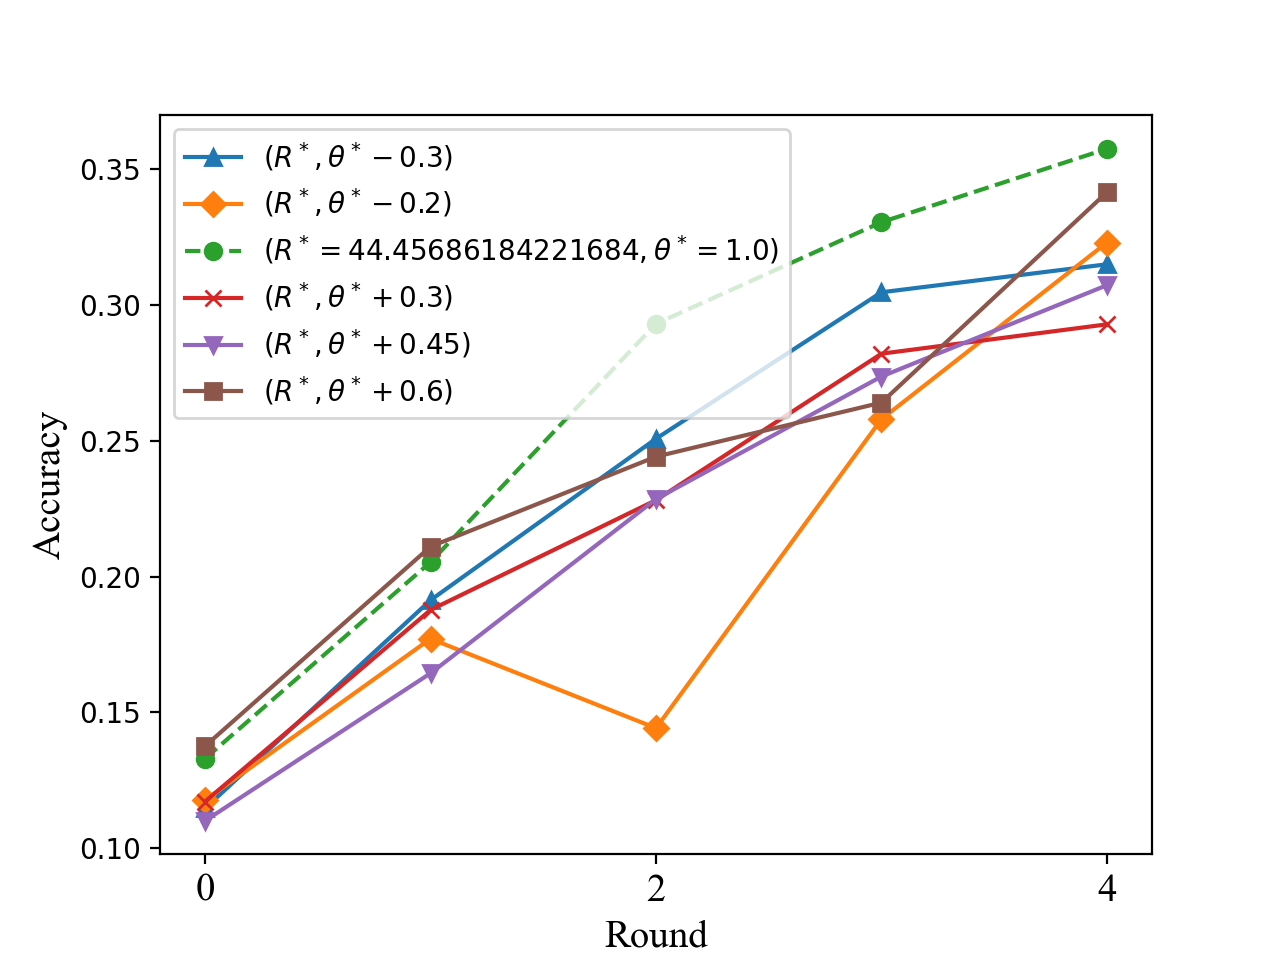 (R*, θ* − 0.3)
(R*, θ* − 0.2)
(R* = 44.45686184221684, θ* = 1.0)
(R*, θ* + 0.3)
(R*, θ* + 0.45)
(R*, θ* + 0.6)
0.35
0.30
0.25
0.20
0.15
0.10
Accuracy
0 2 4
Round